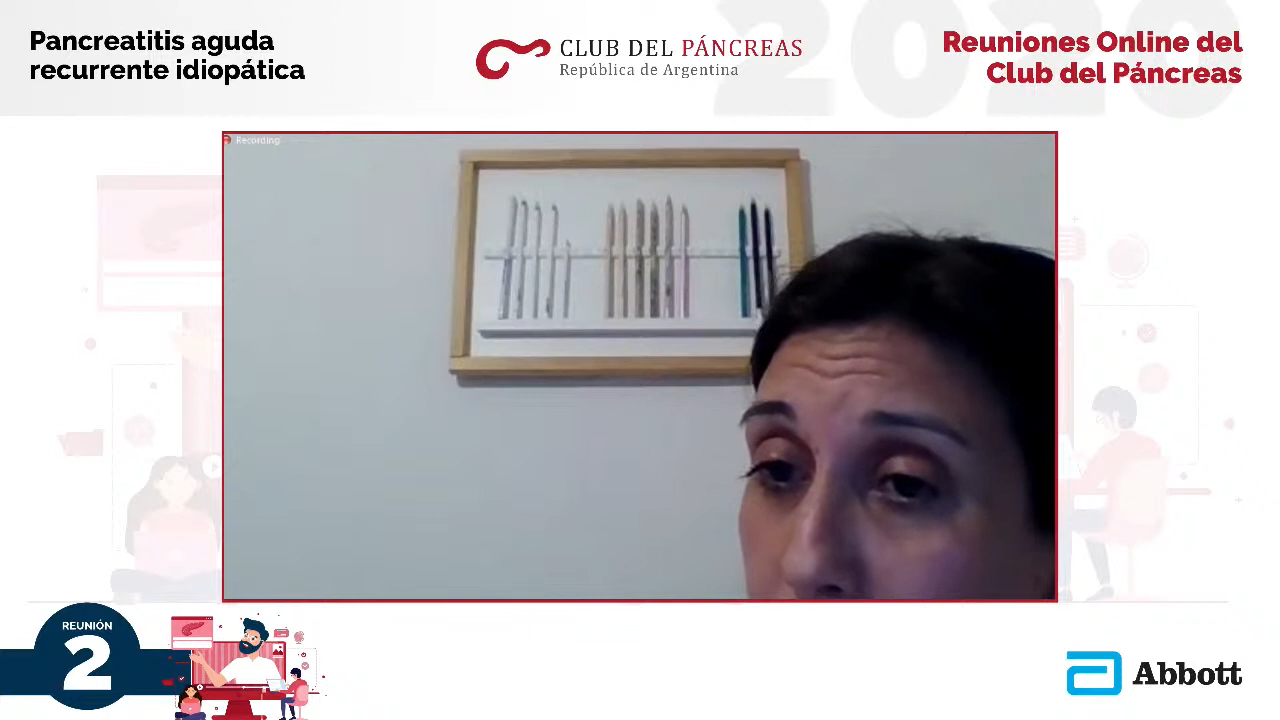 Pancreatitis aguda
recurrente idiopática
CLUB DEL PÁNCREAS
República de Argentina
2020
Reuniones Online del
Club del Páncreas
Recording
REUNIÓN
2
Abbott